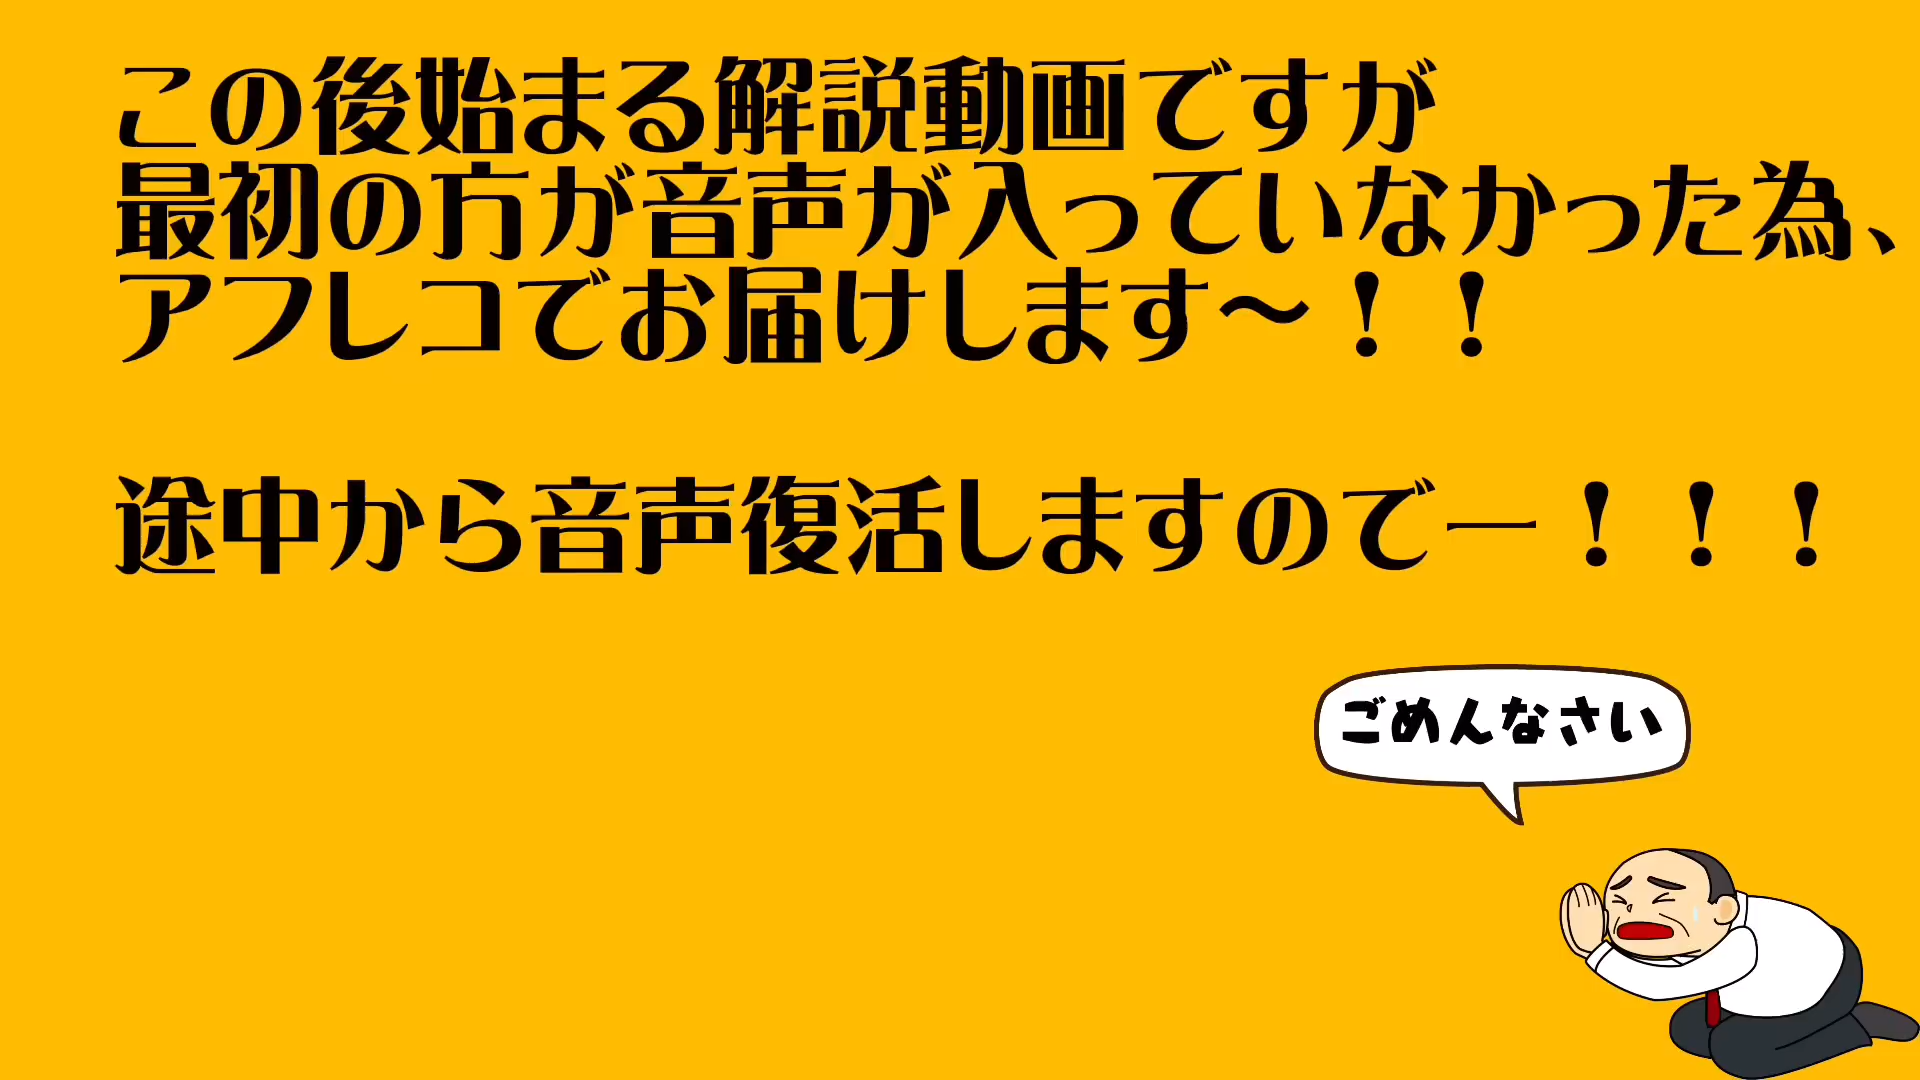 この後始まる解説動画ですが
最初の方が音声が入っていなかった為、
アフレコでお届けします～！！
途中から音声復活しますのでー！！！
ごめんなさい